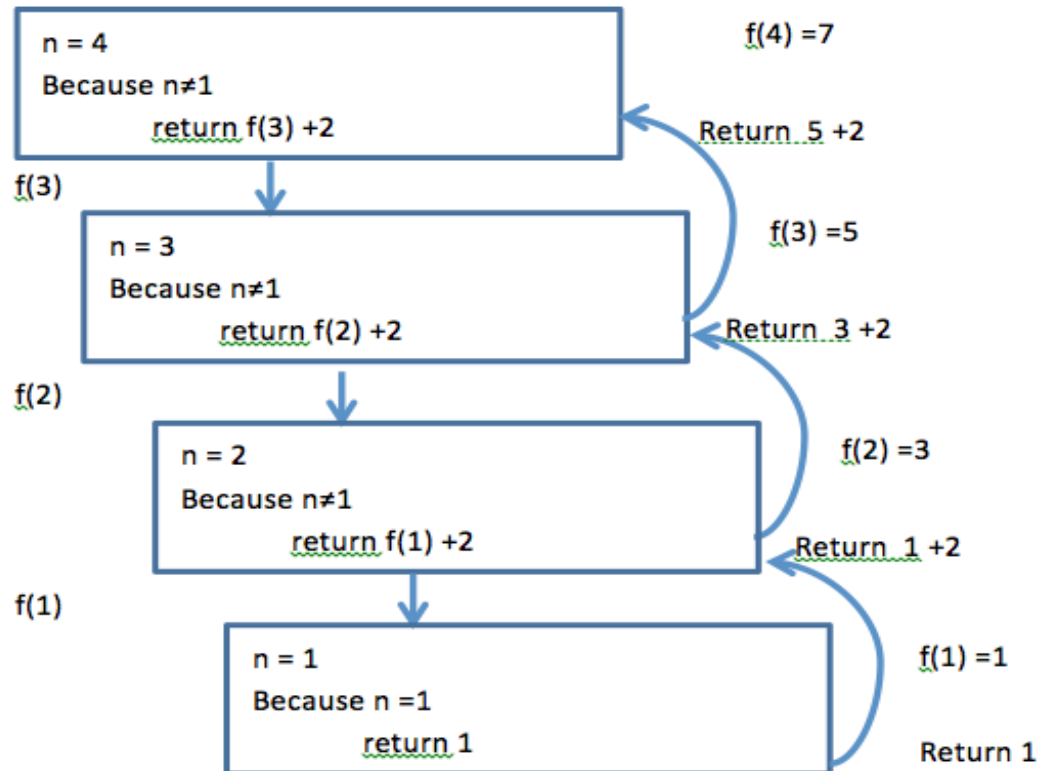 n = 4
f(4) =7
Because n≠1
return f(3) +2
Return 5 +2
f(3)
n = 3
f(3) =5
Because n≠1
return f(2) +2
Return 3 +2
f(2)
n = 2
f(2) =3
Because n≠1
return f(1) +2
Return 1 +2
f(1)
n = 1
f(1) =1
Because n =1
return 1
Return 1